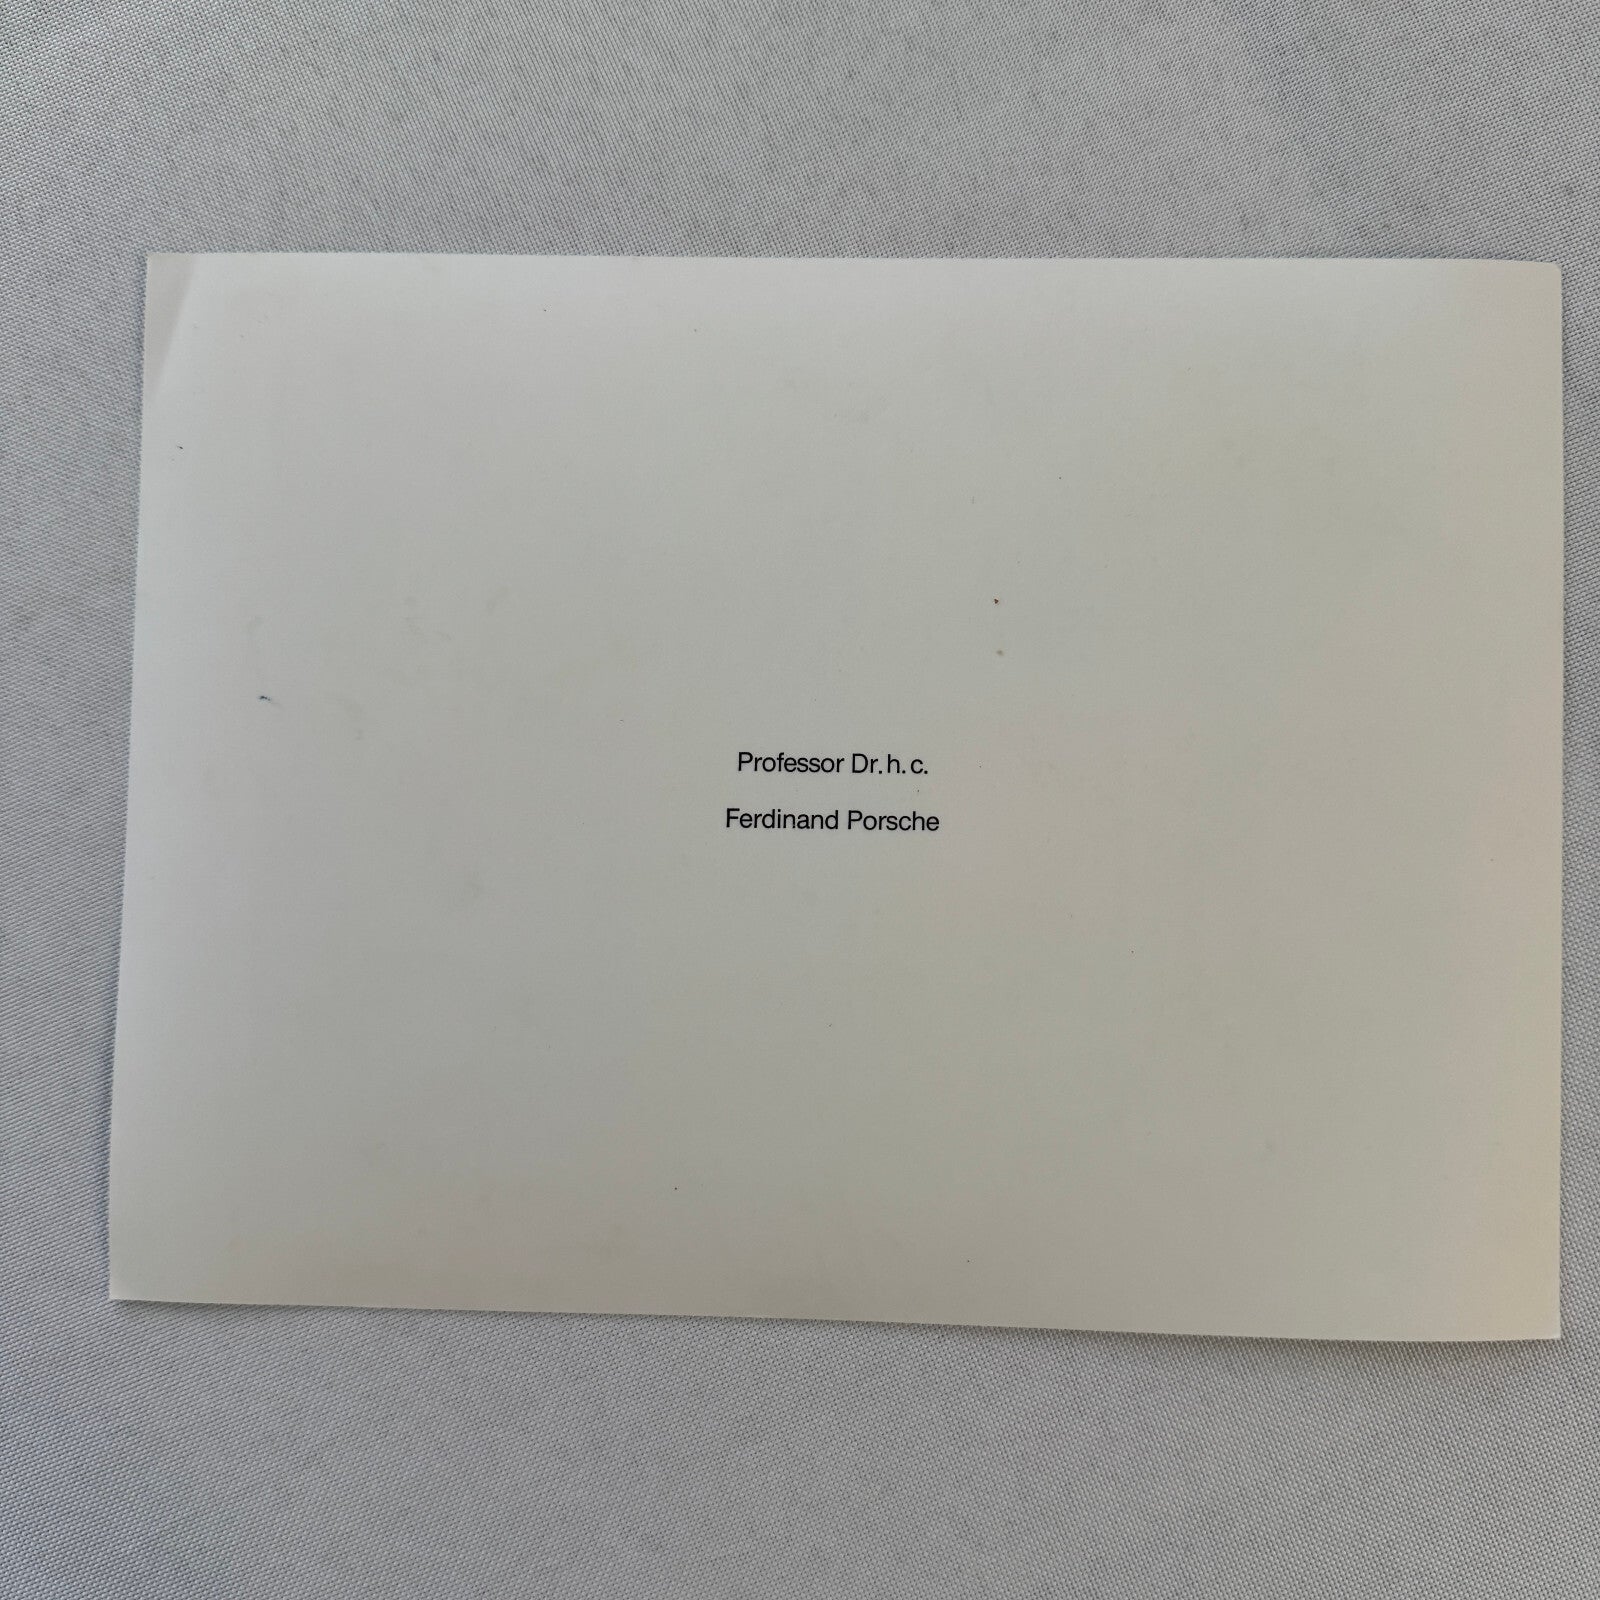 Professor Dr. h. c.
Ferdinand Porsche